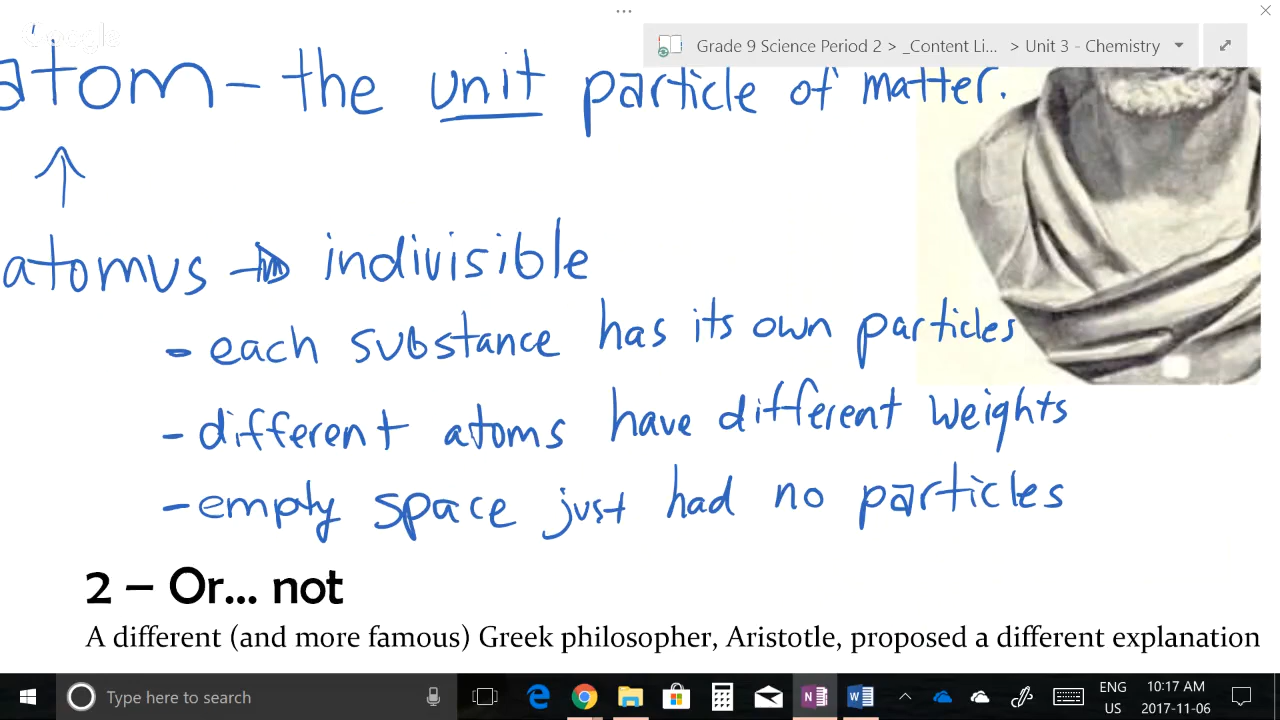 Google
Grade 9 Science Period 2 > _Content Li... > Unit 3 - Chemistry
atom - the unit particle of matter.
atomus → indivisible
- each substance has its own particles
- different atoms have different weights
- empty space just had no particles
2 – Or... not
A different (and more famous) Greek philosopher, Aristotle, proposed a different explanation
Type here to search
ENG 10:17 AM
US 2017-11-06